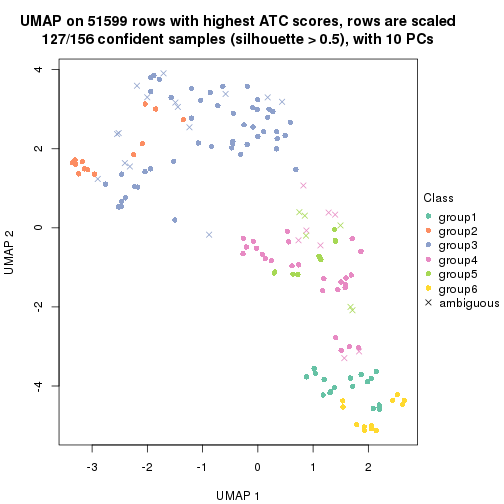 UMAP on 51599 rows with highest ATC scores, rows are scaled
127/156 confident samples (silhouette > 0.5), with 10 PCs
4
2
0
-2
-4
UMAP 2
-3
-2
-1
0
1
2
UMAP 1
Class
group1
group2
group3
group4
group5
group6
ambiguous